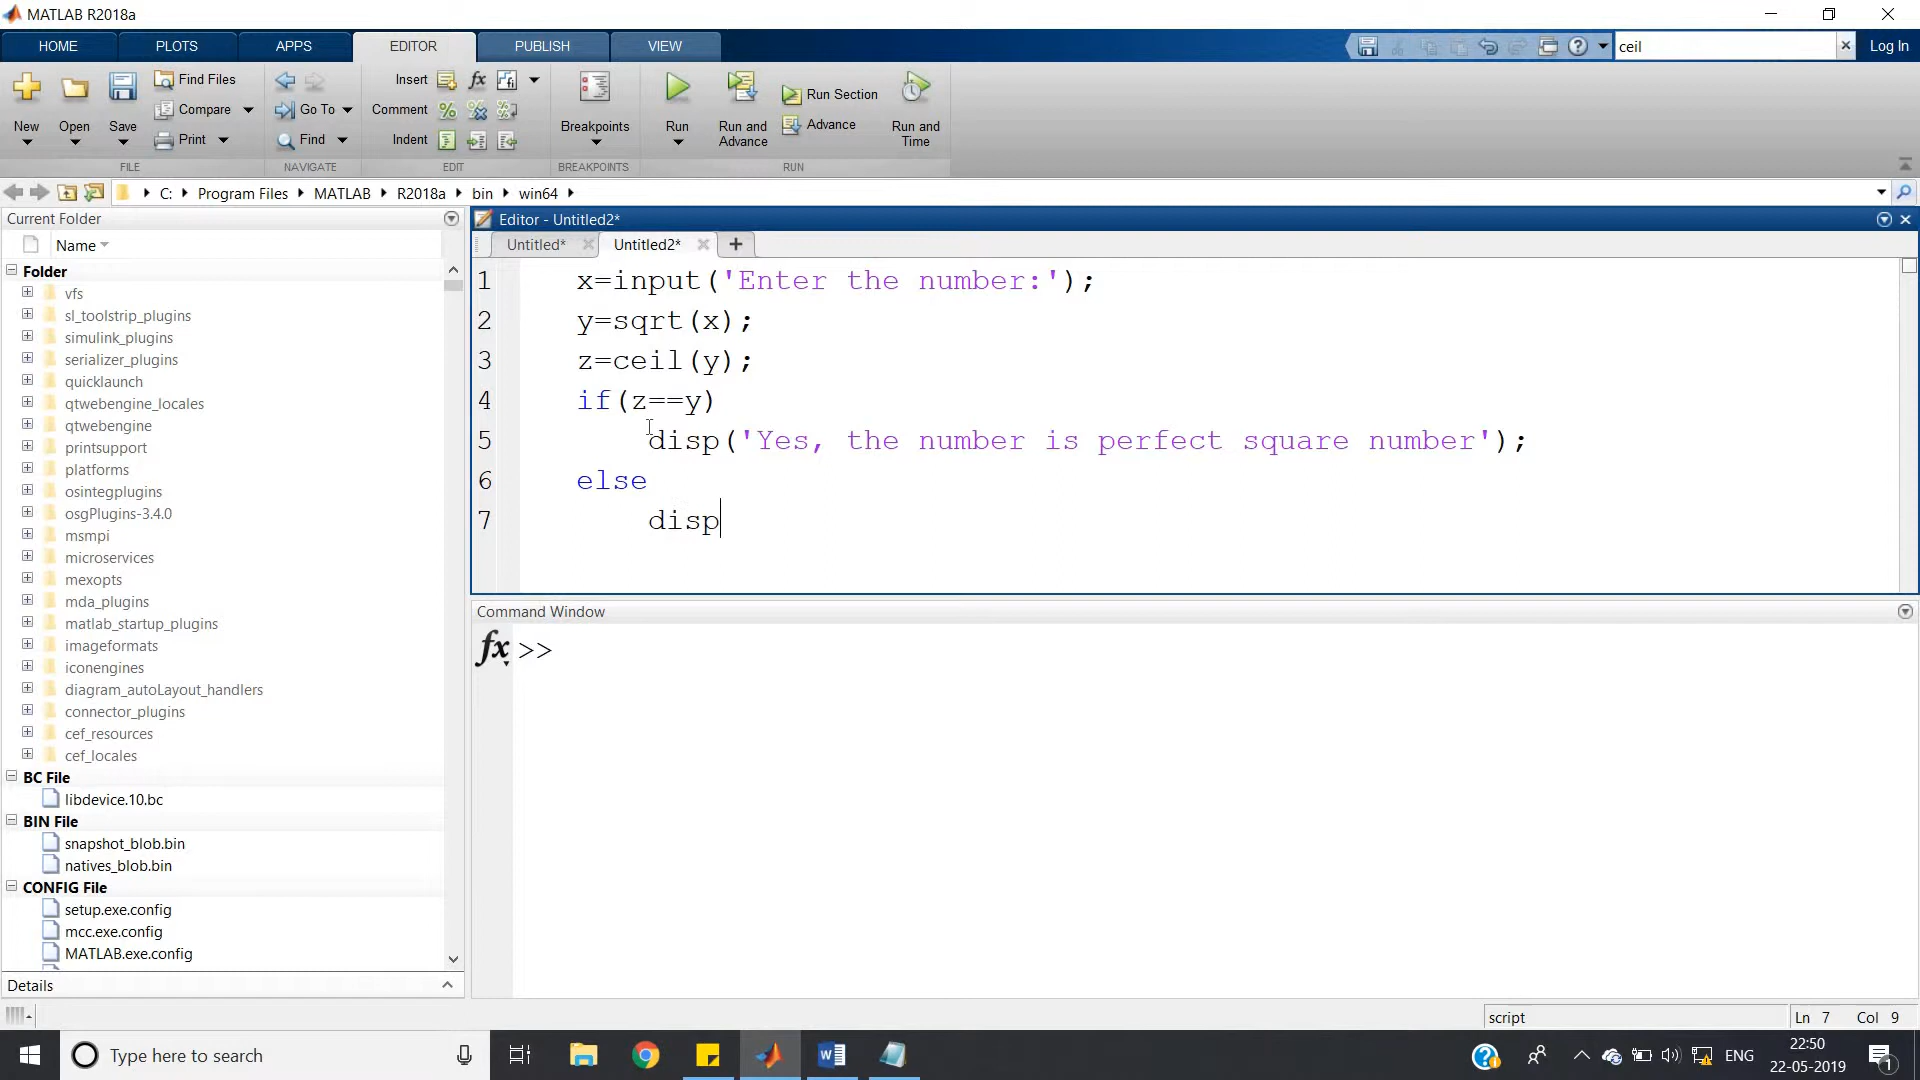 MATLAB R2018a
HOME PLOTS APPS EDITOR PUBLISH VIEW ceil Log In
New Open Save Find Files Compare Print
FILE
Go To Find
NAVIGATE
Insert fx fi
Comment
Indent
EDIT
Breakpoints
BREAKPOINTS
Run Run and Advance Run Section Advance Run and Time
RUN
C: Program Files MATLAB R2018a bin win64
Current Folder
Name
Folder
vfs
sl_toolstrip_plugins
simulink_plugins
serializer_plugins
quicklaunch
qtwebengine_locales
qtwebengine
printsupport
platforms
osintegplugins
osgPlugins-3.4.0
msmpi
microservices
mexopts
mda_plugins
matlab_startup_plugins
imageformats
iconengines
diagram_autoLayout_handlers
connector_plugins
cef_resources
cef_locales
BC File
libdevice.10.bc
BIN File
snapshot_blob.bin
natives_blob.bin
CONFIG File
setup.exe.config
mcc.exe.config
MATLAB.exe.config
Details
Editor - Untitled2*
Untitled* Untitled2*
1 x=input('Enter the number:');
2 y=sqrt(x);
3 z=ceil(y);
4 if(z==y)
5 disp('Yes, the number is perfect square number');
6 else
7 disp
Command Window
fx >>
script Ln 7 Col 9
Type here to search
ENG
22:50
22-05-2019
1